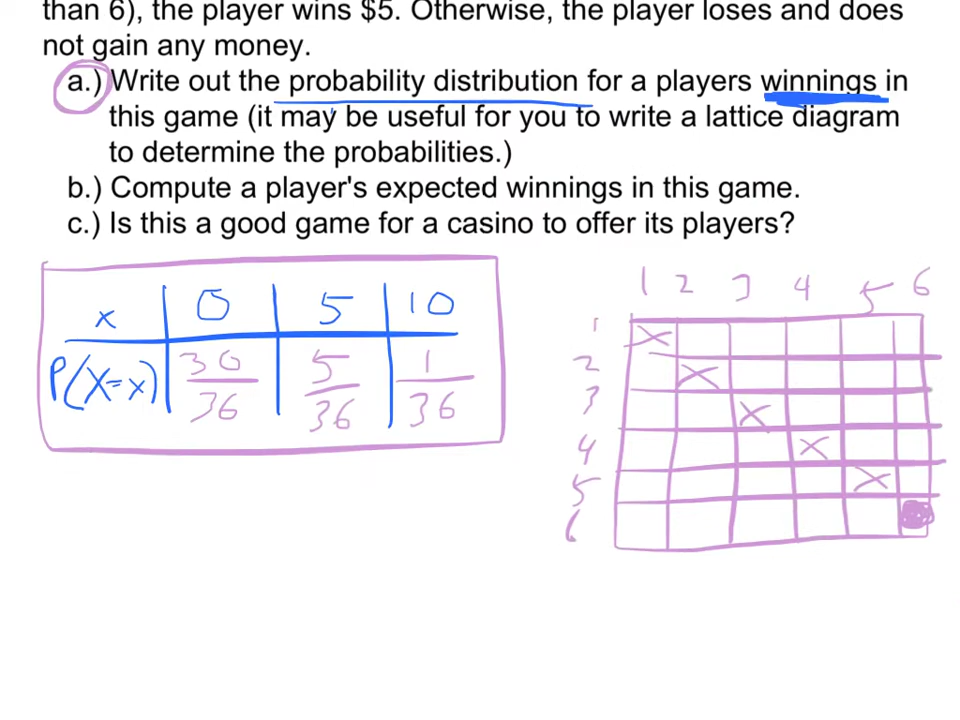 than 6), the player wins $5. Otherwise, the player loses and does
not gain any money.
a.) Write out the probability distribution for a players winnings in
this game (it may be useful for you to write a lattice diagram
to determine the probabilities.)
b.) Compute a player's expected winnings in this game.
c.) Is this a good game for a casino to offer its players?
x 0 5 10
P(X=x) 30/36 5/36 1/36
1 2 3 4 5 6
1 X
2 X
3 X
4 X
5 X
6